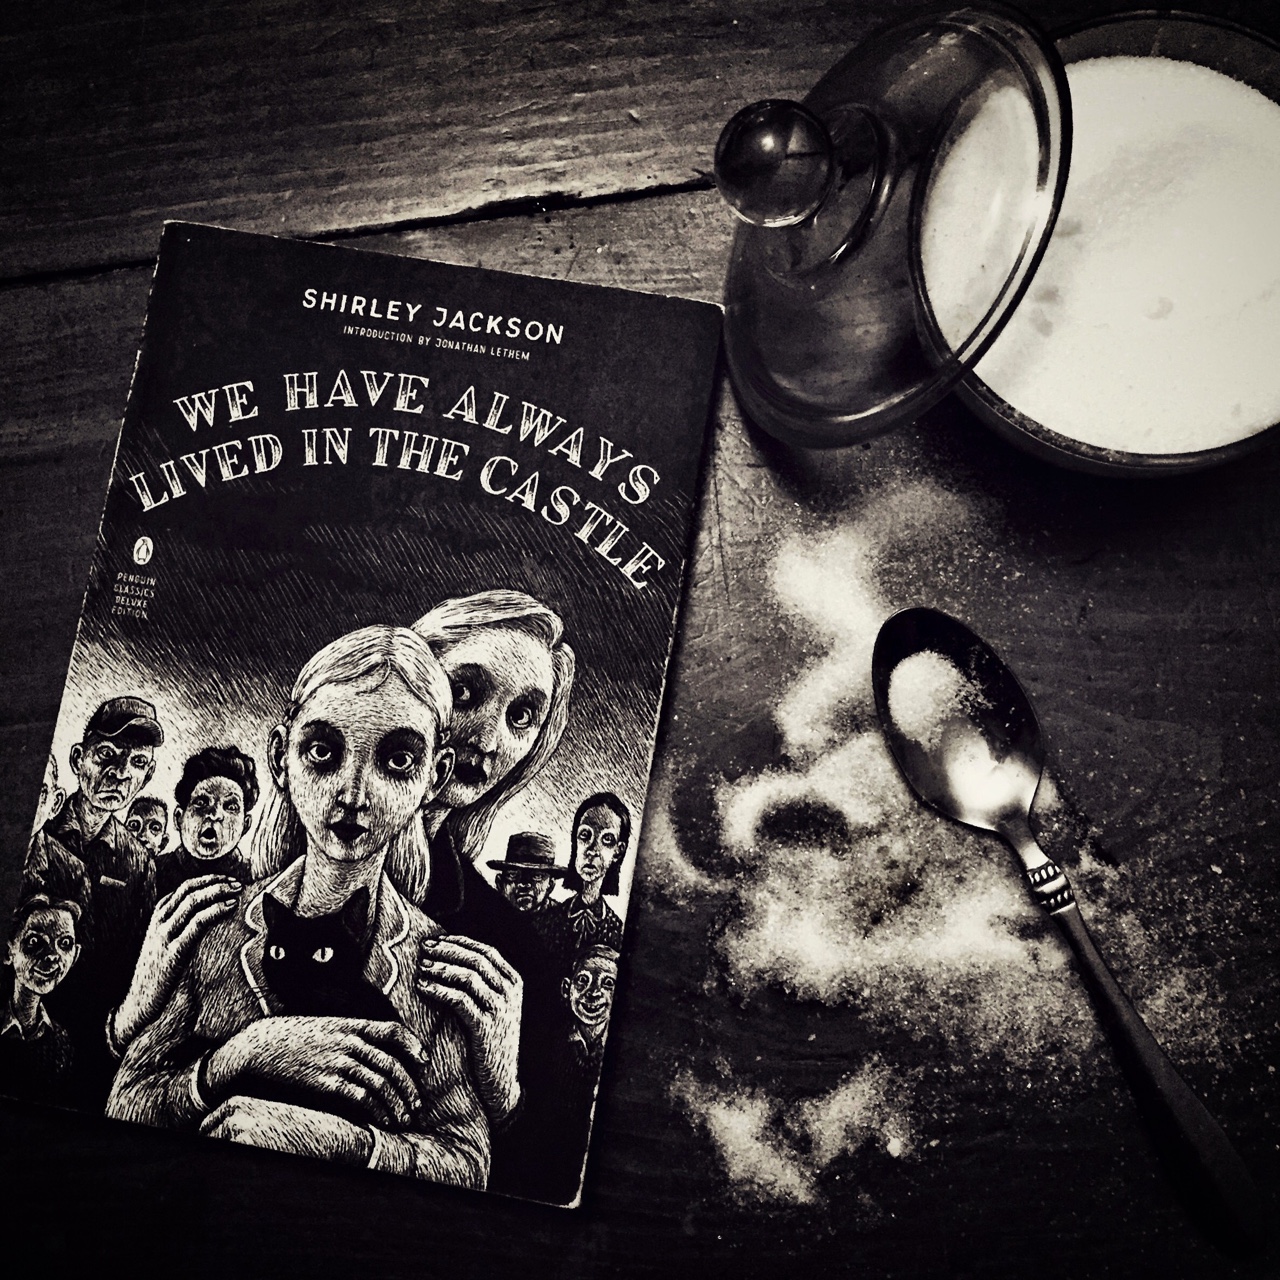 SHIRLEY JACKSON
INTRODUCTION BY JONATHAN LETHEM
WE HAVE ALWAYS
LIVED IN THE CASTLE
PENGUIN
CLASSICS
DELUXE
EDITION